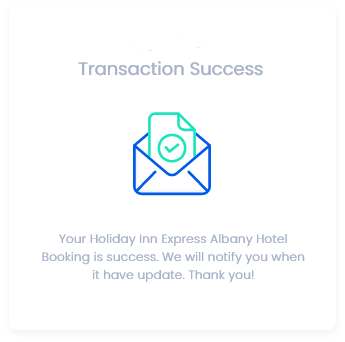 Transaction Success
Your Holiday Inn Express Albany Hotel
Booking is success. We will notify you when
it have update. Thank you!